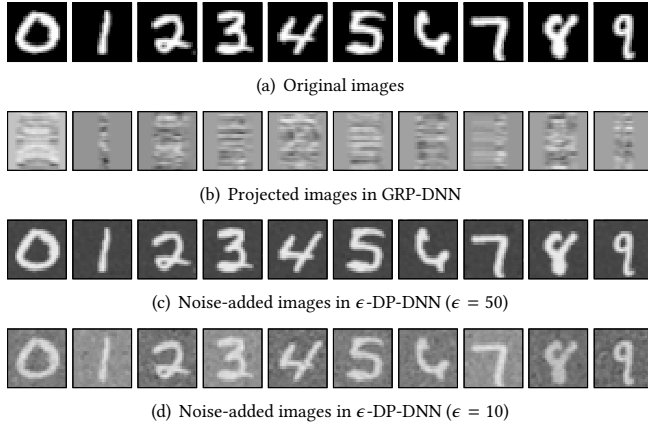 0 1 2 3 4 5 6 7 8 9
(a) Original images
(b) Projected images in GRP-DNN
0 1 2 3 4 5 6 7 8 9
(c) Noise-added images in ϵ-DP-DNN (ϵ = 50)
0 1 2 3 4 5 6 7 8 9
(d) Noise-added images in ϵ-DP-DNN (ϵ = 10)